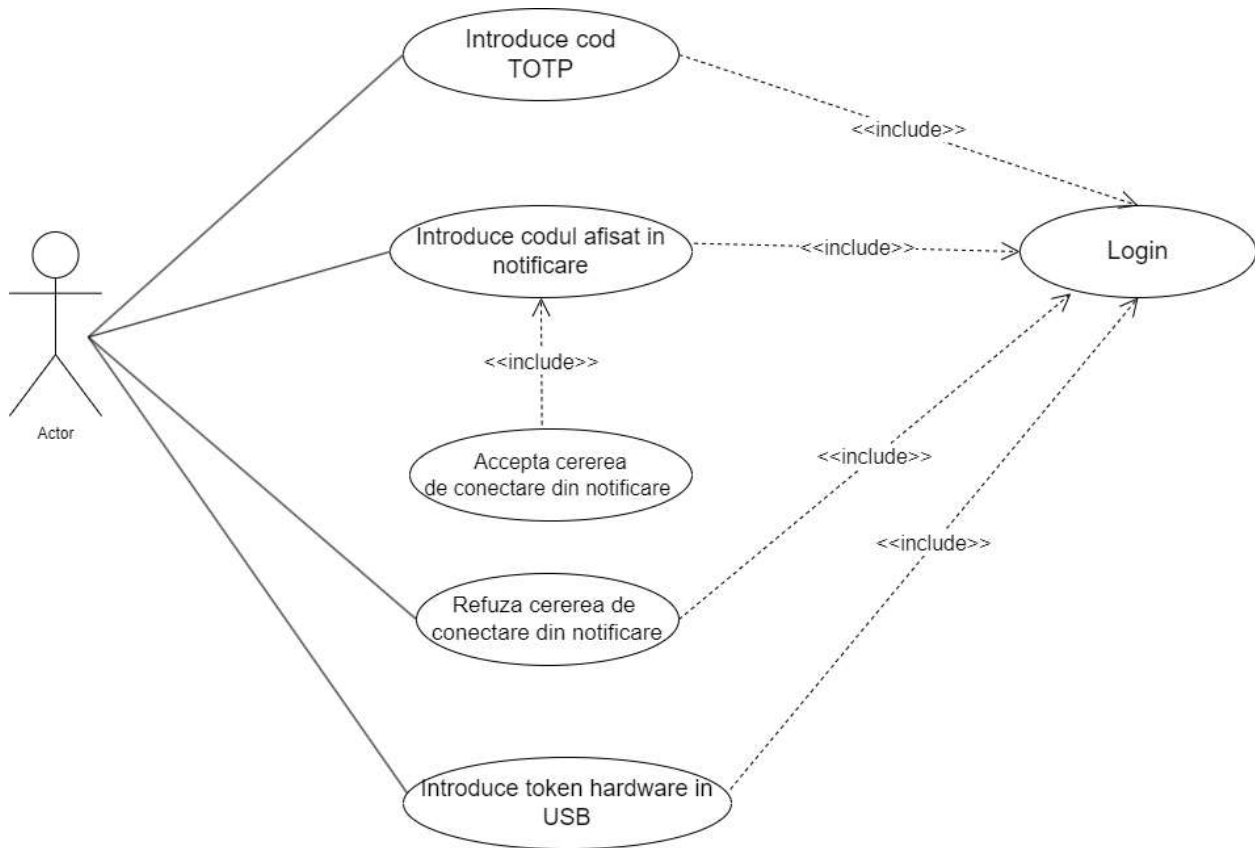 Introduce cod
TOTP
<<include>>
Introduce codul afisat in
notificare
<<include>>
Login
<<include>>
Actor
Accepta cererea
de conectare din notificare
<<include>>
<<include>>
Refuza cererea de
conectare din notificare
Introduce token hardware in
USB